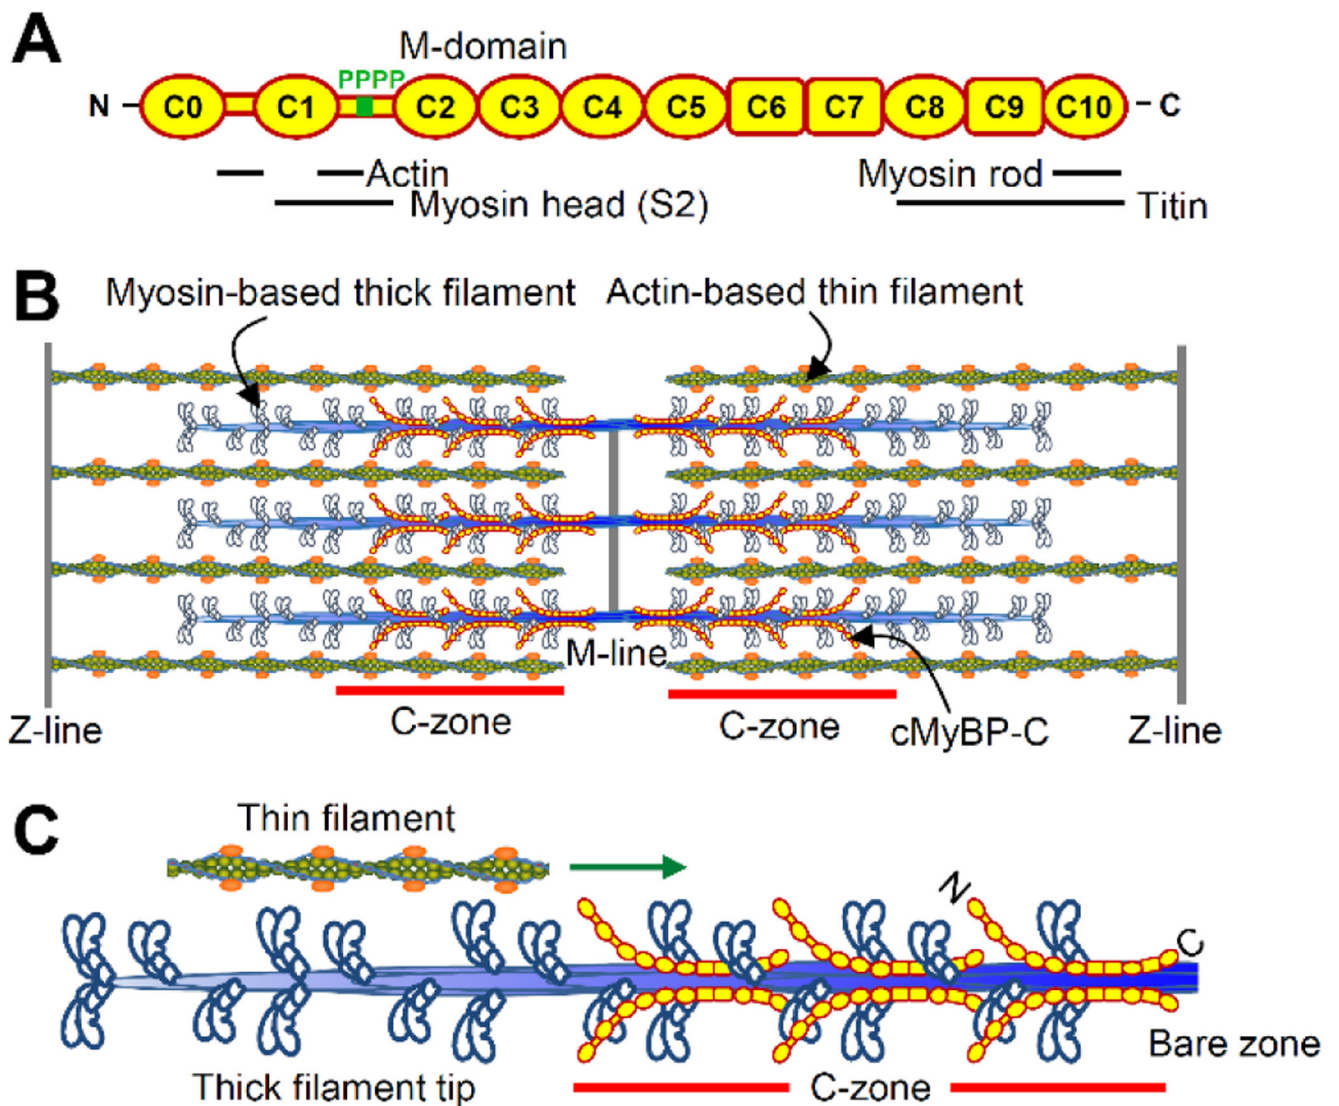 A
M-domain
PPPP
N C0 C1 C2 C3 C4 C5 C6 C7 C8 C9 C10 C
Actin Myosin rod
Myosin head (S2) Titin
B
Myosin-based thick filament Actin-based thin filament
M-line
Z-line C-zone C-zone cMyBP-C Z-line
C
Thin filament
N
C
Bare zone
Thick filament tip C-zone